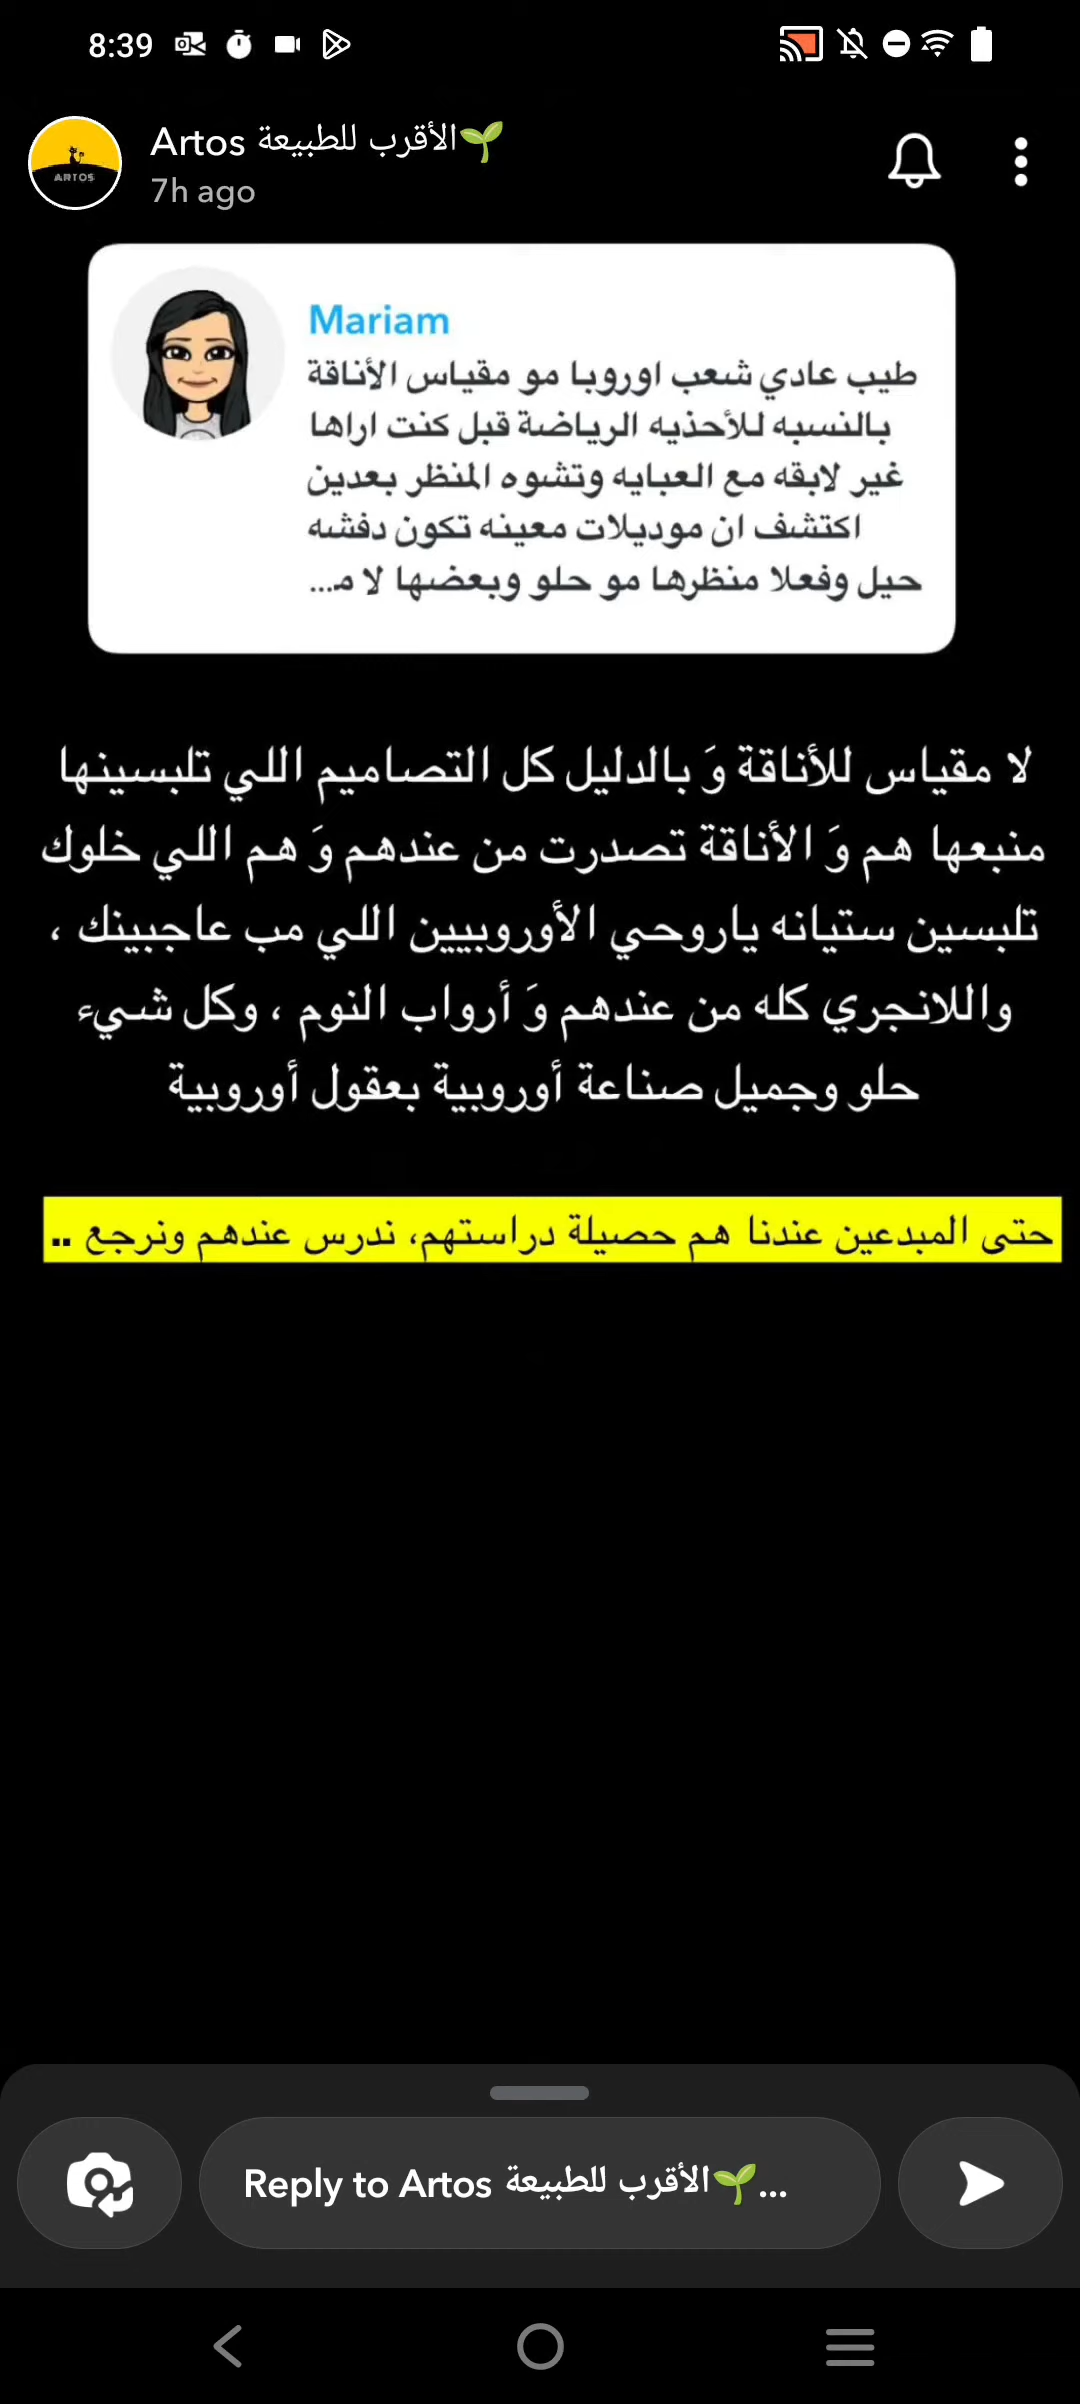 8:39
Artos الأقرب للطبيعة🌱
7h ago
ARTOS
Mariam
طيب عادي شعب اوروبا مو مقياس الأناقة
بالنسبه للأحذيه الرياضة قبل كنت اراها
غير لابقه مع العبايه وتشوه المنظر بعدين
اكتشف ان موديلات معينه تكون دفشه
حيل وفعلا منظرها مو حلو وبعضها لا مـ...
لا مقياس للأناقة وَ بالدليل كل التصاميم اللي تلبسينها
منبعها هم وَ الأناقة تصدرت من عندهم وَ هم اللي خلوك
تلبسين ستيانه ياروحي الأوروبيين اللي مب عاجبينك ،
واللانجري كله من عندهم وَ أرواب النوم ، وكل شيء
حلو وجميل صناعة أوروبية بعقول أوروبية
حتى المبدعين عندنا هم حصيلة دراستهم، ندرس عندهم ونرجع ..
Reply to Artos الأقرب للطبيعة🌱...